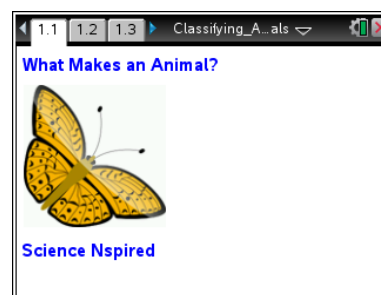 1.1 1.2 1.3 Classifying_A…als
What Makes an Animal?
Science Nspired